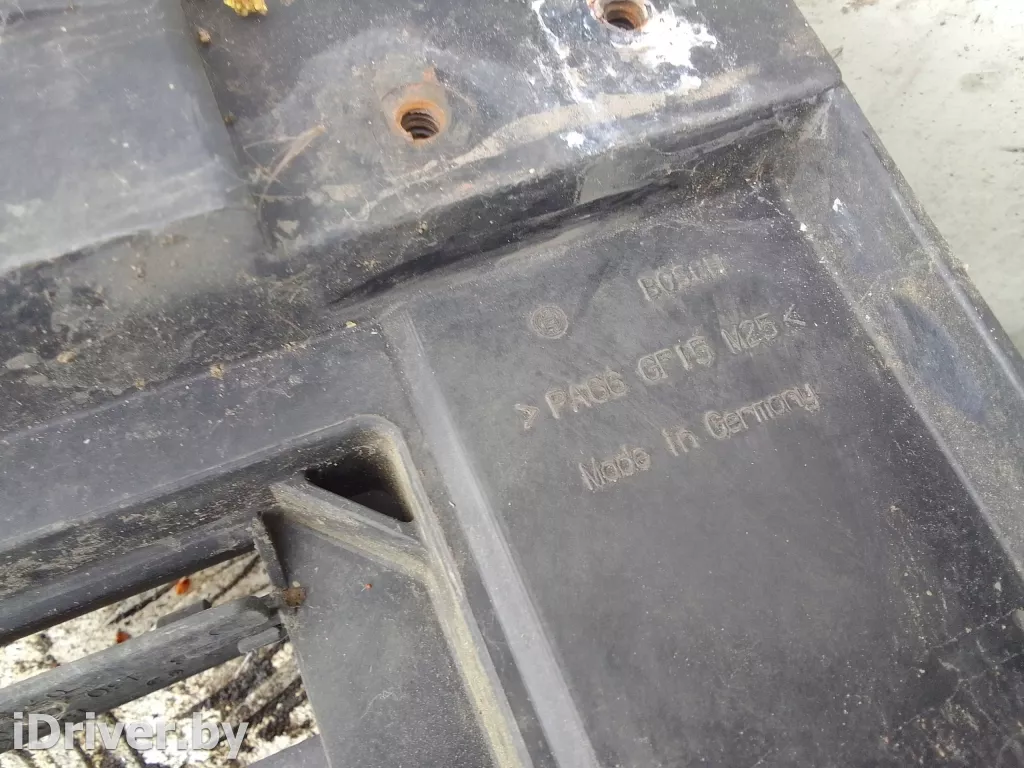 BOSCH
>PA66 GF15 M25<
Made in Germany
iDriver.by